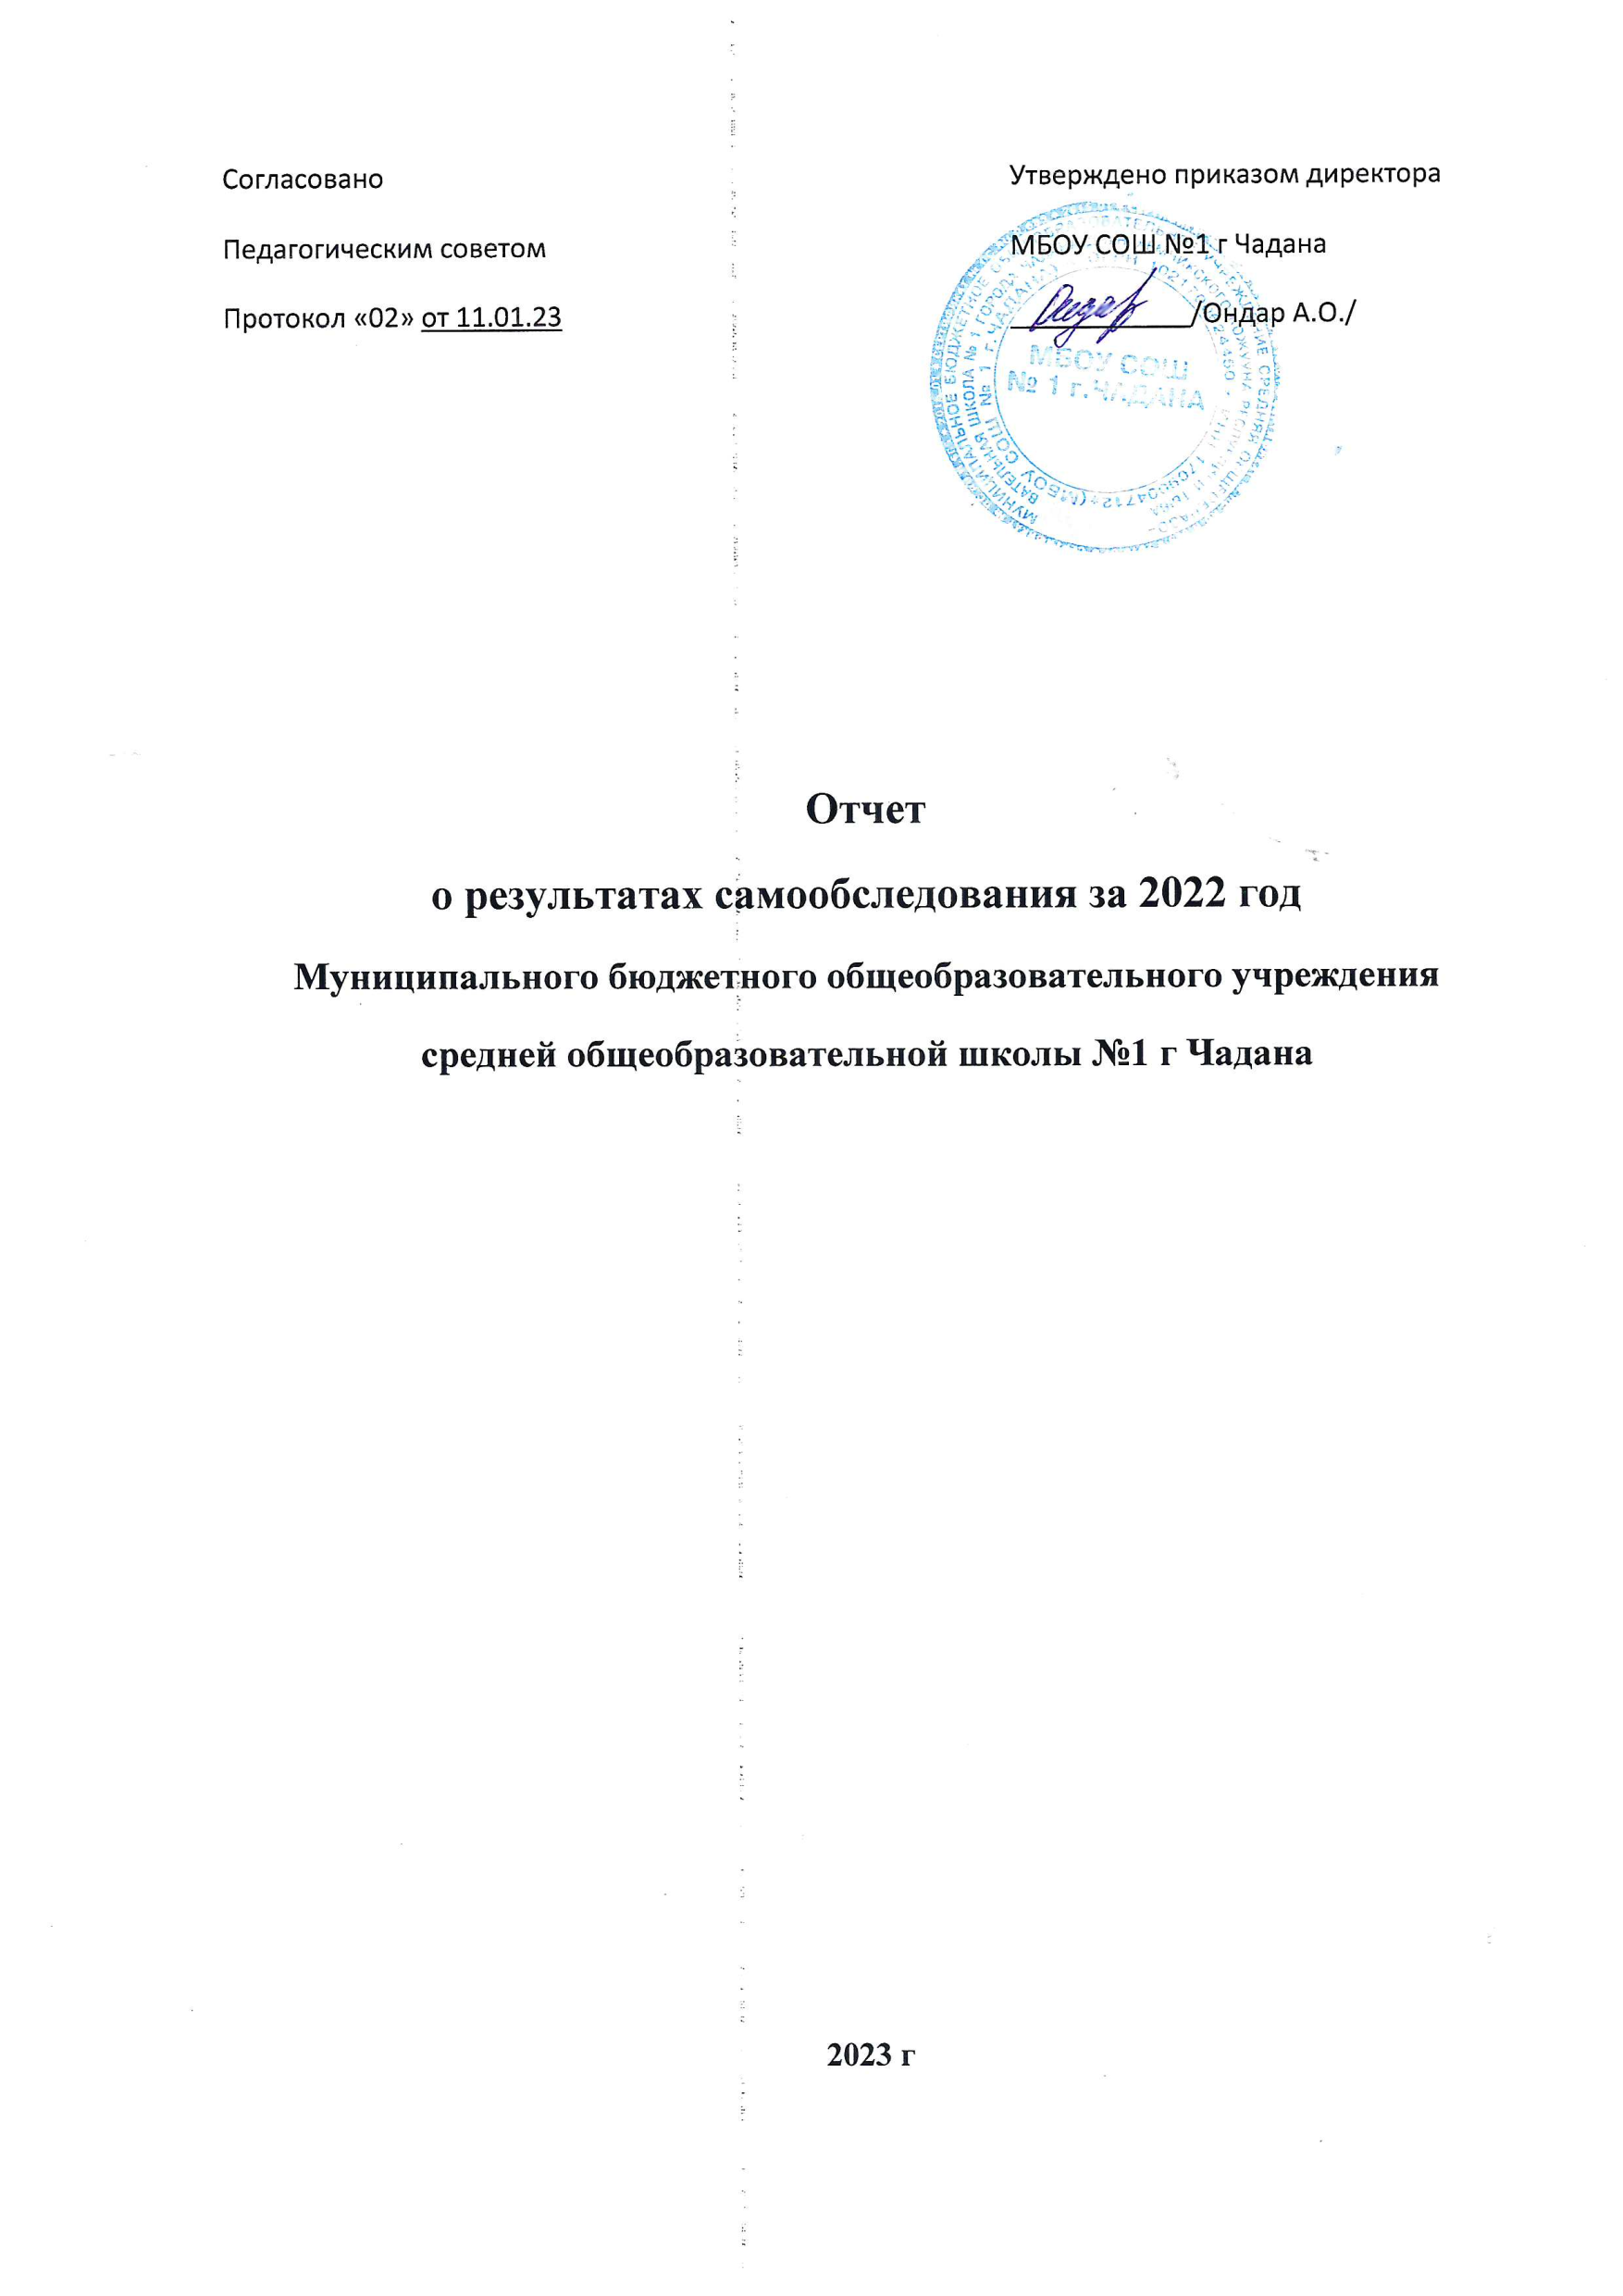 Согласовано
Педагогическим советом
Протокол «02» от 11.01.23
Утверждено приказом директора
МБОУ СОШ №1 г Чадана
/Ондар А.О./
МБОУ СОШ
№ 1 г.ЧАДАНА
Отчет
о результатах самообследования за 2022 год
Муниципального бюджетного общеобразовательного учреждения
средней общеобразовательной школы №1 г Чадана
2023 г